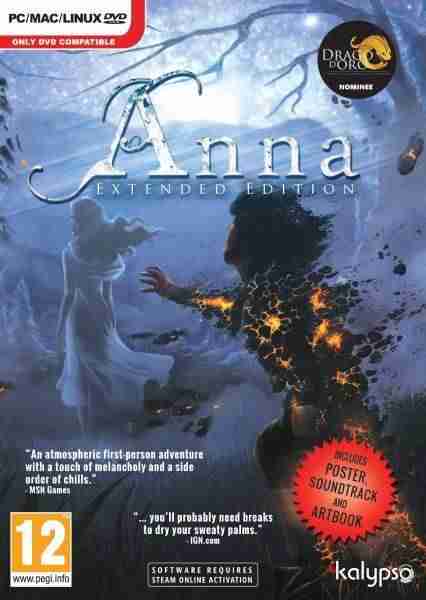 PC/MAC/LINUX DVD
ONLY DVD COMPATIBLE
DRAGO
D'ORO
NOMINEE
Anna
EXTENDED EDITION
"An atmospheric first-person adventure
with a touch of melancholy and a side
order of chills."
- MSN Games
"... you'll probably need breaks
to dry your sweaty palms."
- IGN.com
INCLUDES
POSTER,
SOUNDTRACK
AND
ARTBOOK
12
www.pegi.info
SOFTWARE REQUIRES
STEAM ONLINE ACTIVATION
kalypso